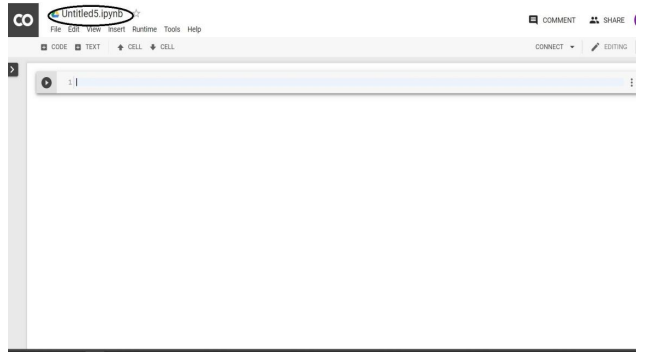 CO
Untitled5.ipynb
COMMENT SHARE
File Edit View Insert Runtime Tools Help
CODE TEXT CELL CELL CONNECT EDITING
1